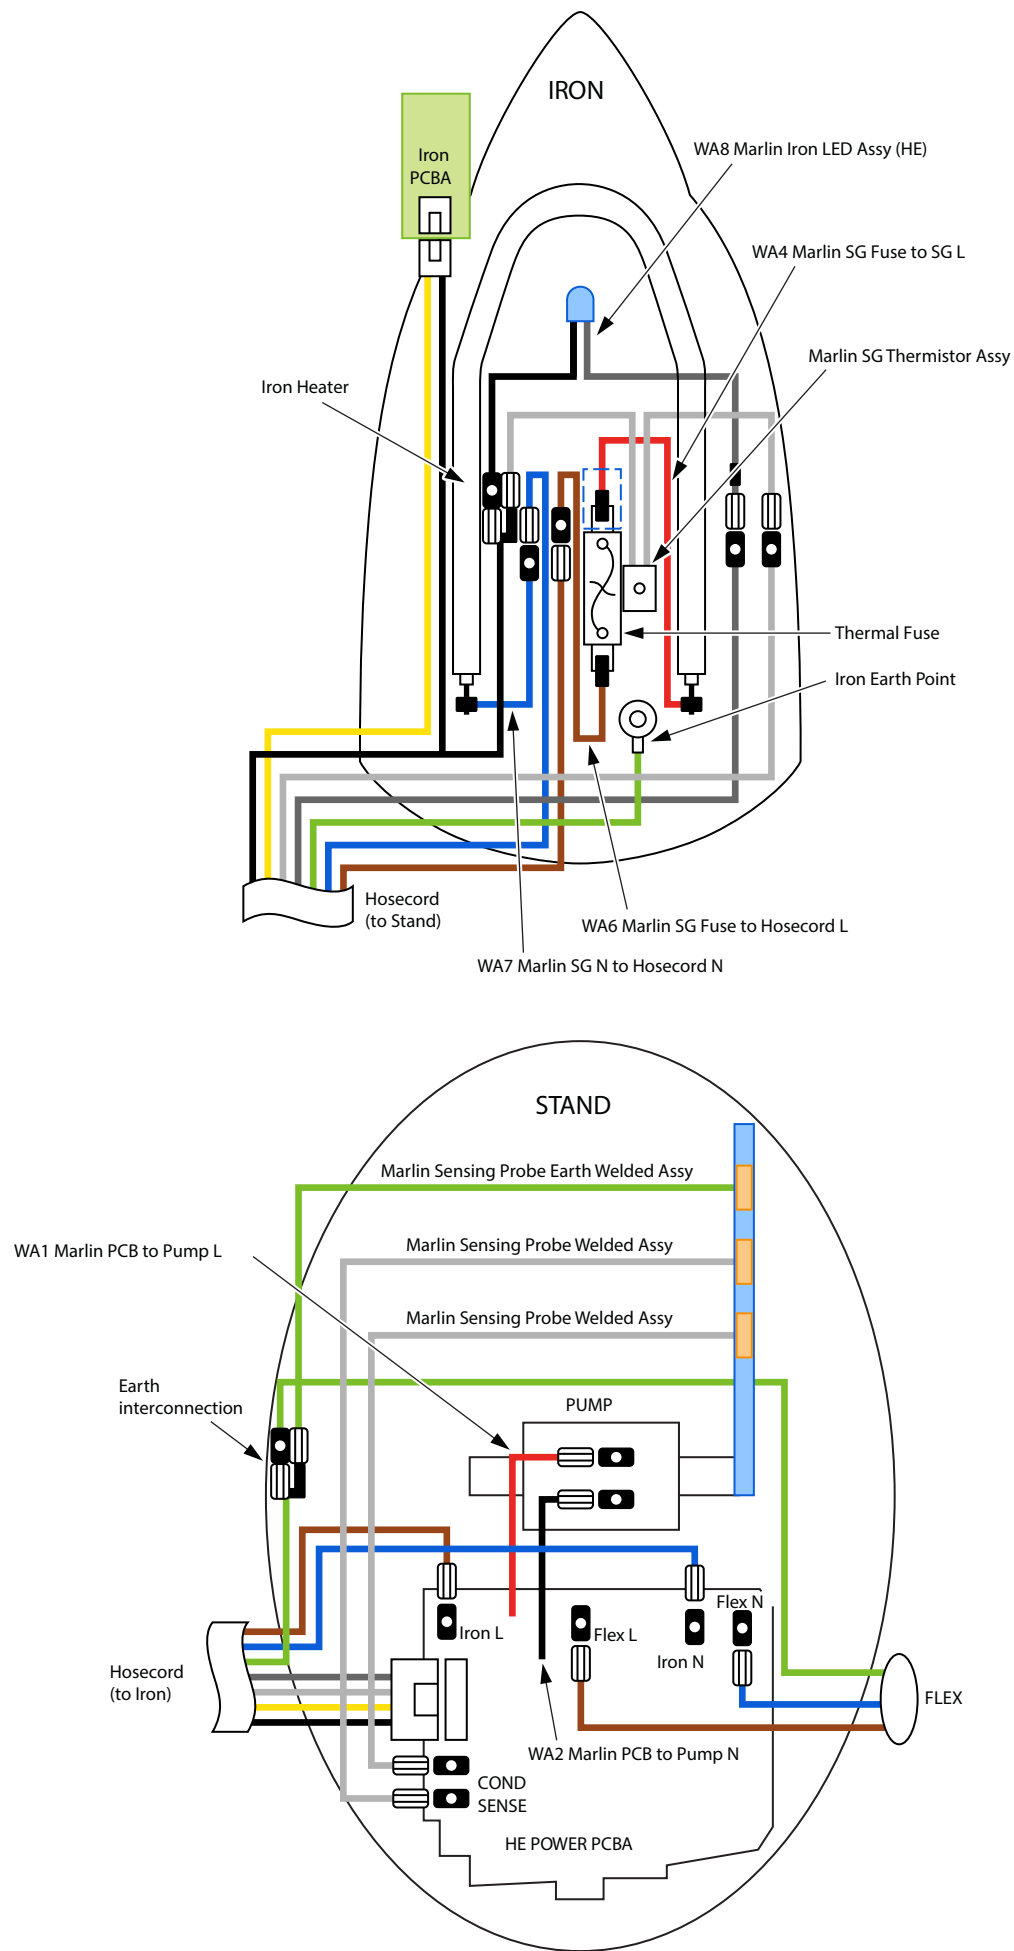 IRON
Iron
PCBA
WA8 Marlin Iron LED Assy (HE)
WA4 Marlin SG Fuse to SG L
Marlin SG Thermistor Assy
Iron Heater
Thermal Fuse
Iron Earth Point
Hosecord
(to Stand)
WA6 Marlin SG Fuse to Hosecord L
WA7 Marlin SG N to Hosecord N
STAND
Marlin Sensing Probe Earth Welded Assy
WA1 Marlin PCB to Pump L
Marlin Sensing Probe Welded Assy
Marlin Sensing Probe Welded Assy
Earth
interconnection
PUMP
Iron L
Flex L
Flex N
Iron N
Hosecord
(to Iron)
FLEX
WA2 Marlin PCB to Pump N
COND
SENSE
HE POWER PCBA